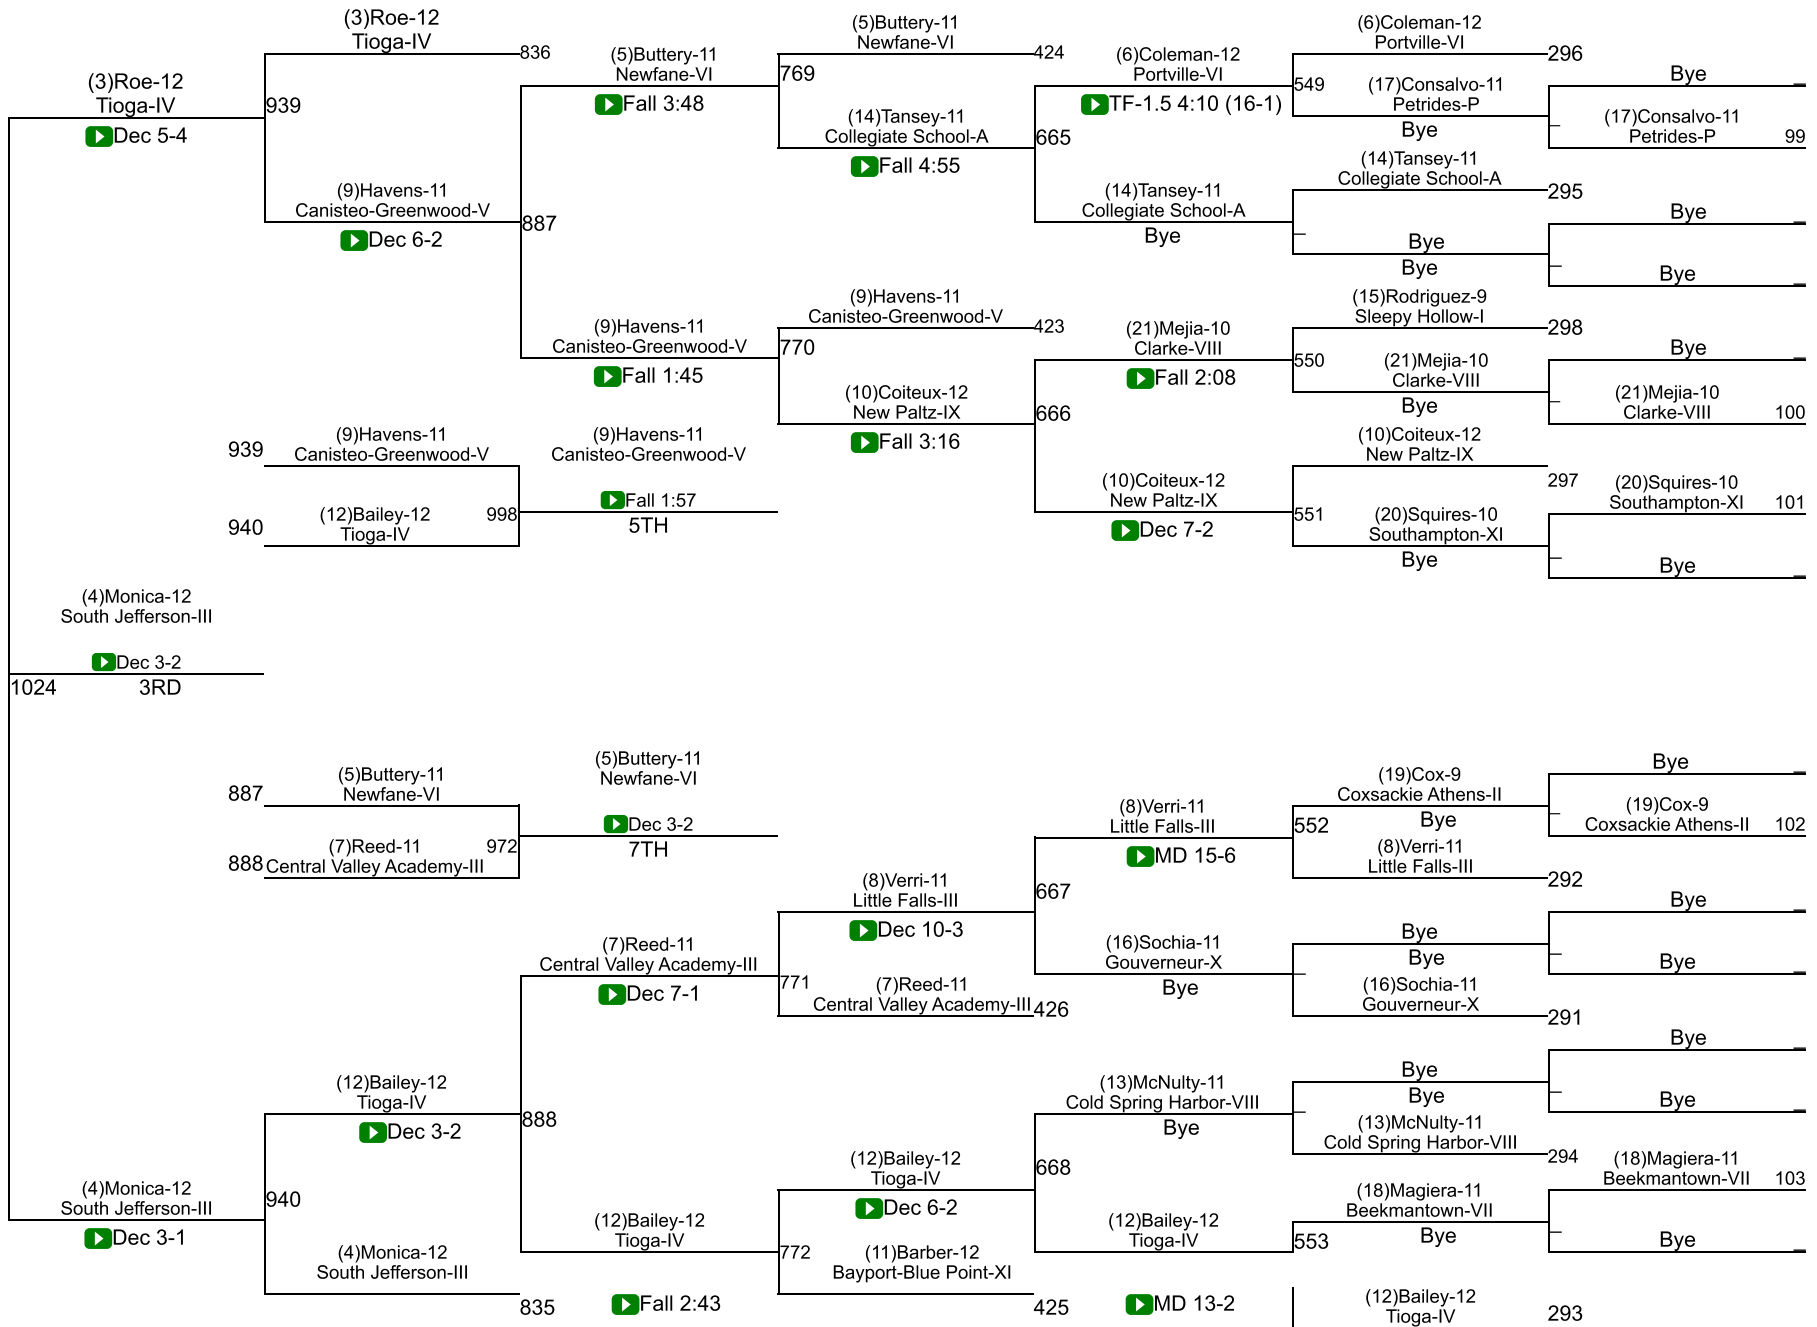 (3)Roe-12
Tioga-IV
Dec 5-4
939
(3)Roe-12
Tioga-IV
836
(9)Havens-11
Canisteo-Greenwood-V
Dec 6-2
887
(5)Buttery-11
Newfane-VI
Fall 3:48
769
(5)Buttery-11
Newfane-VI
424
(14)Tansey-11
Collegiate School-A
Fall 4:55
665
(6)Coleman-12
Portville-VI
TF-1.5 4:10 (16-1)
549
(6)Coleman-12
Portville-VI
296
(17)Consalvo-11
Petrides-P
Bye
Bye
(17)Consalvo-11
Petrides-P
99
(14)Tansey-11
Collegiate School-A
Bye
(14)Tansey-11
Collegiate School-A
295
Bye
Bye
Bye
Bye
(9)Havens-11
Canisteo-Greenwood-V
Fall 1:45
770
(9)Havens-11
Canisteo-Greenwood-V
423
(10)Coiteux-12
New Paltz-IX
Fall 3:16
666
(21)Mejia-10
Clarke-VIII
Fall 2:08
550
(15)Rodriguez-9
Sleepy Hollow-I
298
(21)Mejia-10
Clarke-VIII
Bye
Bye
(21)Mejia-10
Clarke-VIII
100
(10)Coiteux-12
New Paltz-IX
Dec 7-2
551
(10)Coiteux-12
New Paltz-IX
297
(20)Squires-10
Southampton-XI
Bye
(20)Squires-10
Southampton-XI
101
Bye
939
(9)Havens-11
Canisteo-Greenwood-V
940
(12)Bailey-12
Tioga-IV
998
(9)Havens-11
Canisteo-Greenwood-V
Fall 1:57
5TH
(4)Monica-12
South Jefferson-III
Dec 3-2
1024
3RD
887
(5)Buttery-11
Newfane-VI
888
(7)Reed-11
Central Valley Academy-III
972
(5)Buttery-11
Newfane-VI
Dec 3-2
7TH
(4)Monica-12
South Jefferson-III
Dec 3-1
940
(12)Bailey-12
Tioga-IV
Dec 3-2
888
(4)Monica-12
South Jefferson-III
835
(7)Reed-11
Central Valley Academy-III
Dec 7-1
771
(8)Verri-11
Little Falls-III
Dec 10-3
667
(7)Reed-11
Central Valley Academy-III
426
(8)Verri-11
Little Falls-III
MD 15-6
552
(19)Cox-9
Coxsackie Athens-II
Bye
Bye
(19)Cox-9
Coxsackie Athens-II
102
(8)Verri-11
Little Falls-III
292
(16)Sochia-11
Gouverneur-X
Bye
Bye
Bye
Bye
Bye
(16)Sochia-11
Gouverneur-X
291
(12)Bailey-12
Tioga-IV
Fall 2:43
772
(12)Bailey-12
Tioga-IV
Dec 6-2
668
(11)Barber-12
Bayport-Blue Point-XI
425
(13)McNulty-11
Cold Spring Harbor-VIII
Bye
Bye
Bye
Bye
Bye
(13)McNulty-11
Cold Spring Harbor-VIII
294
(12)Bailey-12
Tioga-IV
MD 13-2
553
(18)Magiera-11
Beekmantown-VII
Bye
(18)Magiera-11
Beekmantown-VII
103
Bye
(12)Bailey-12
Tioga-IV
293